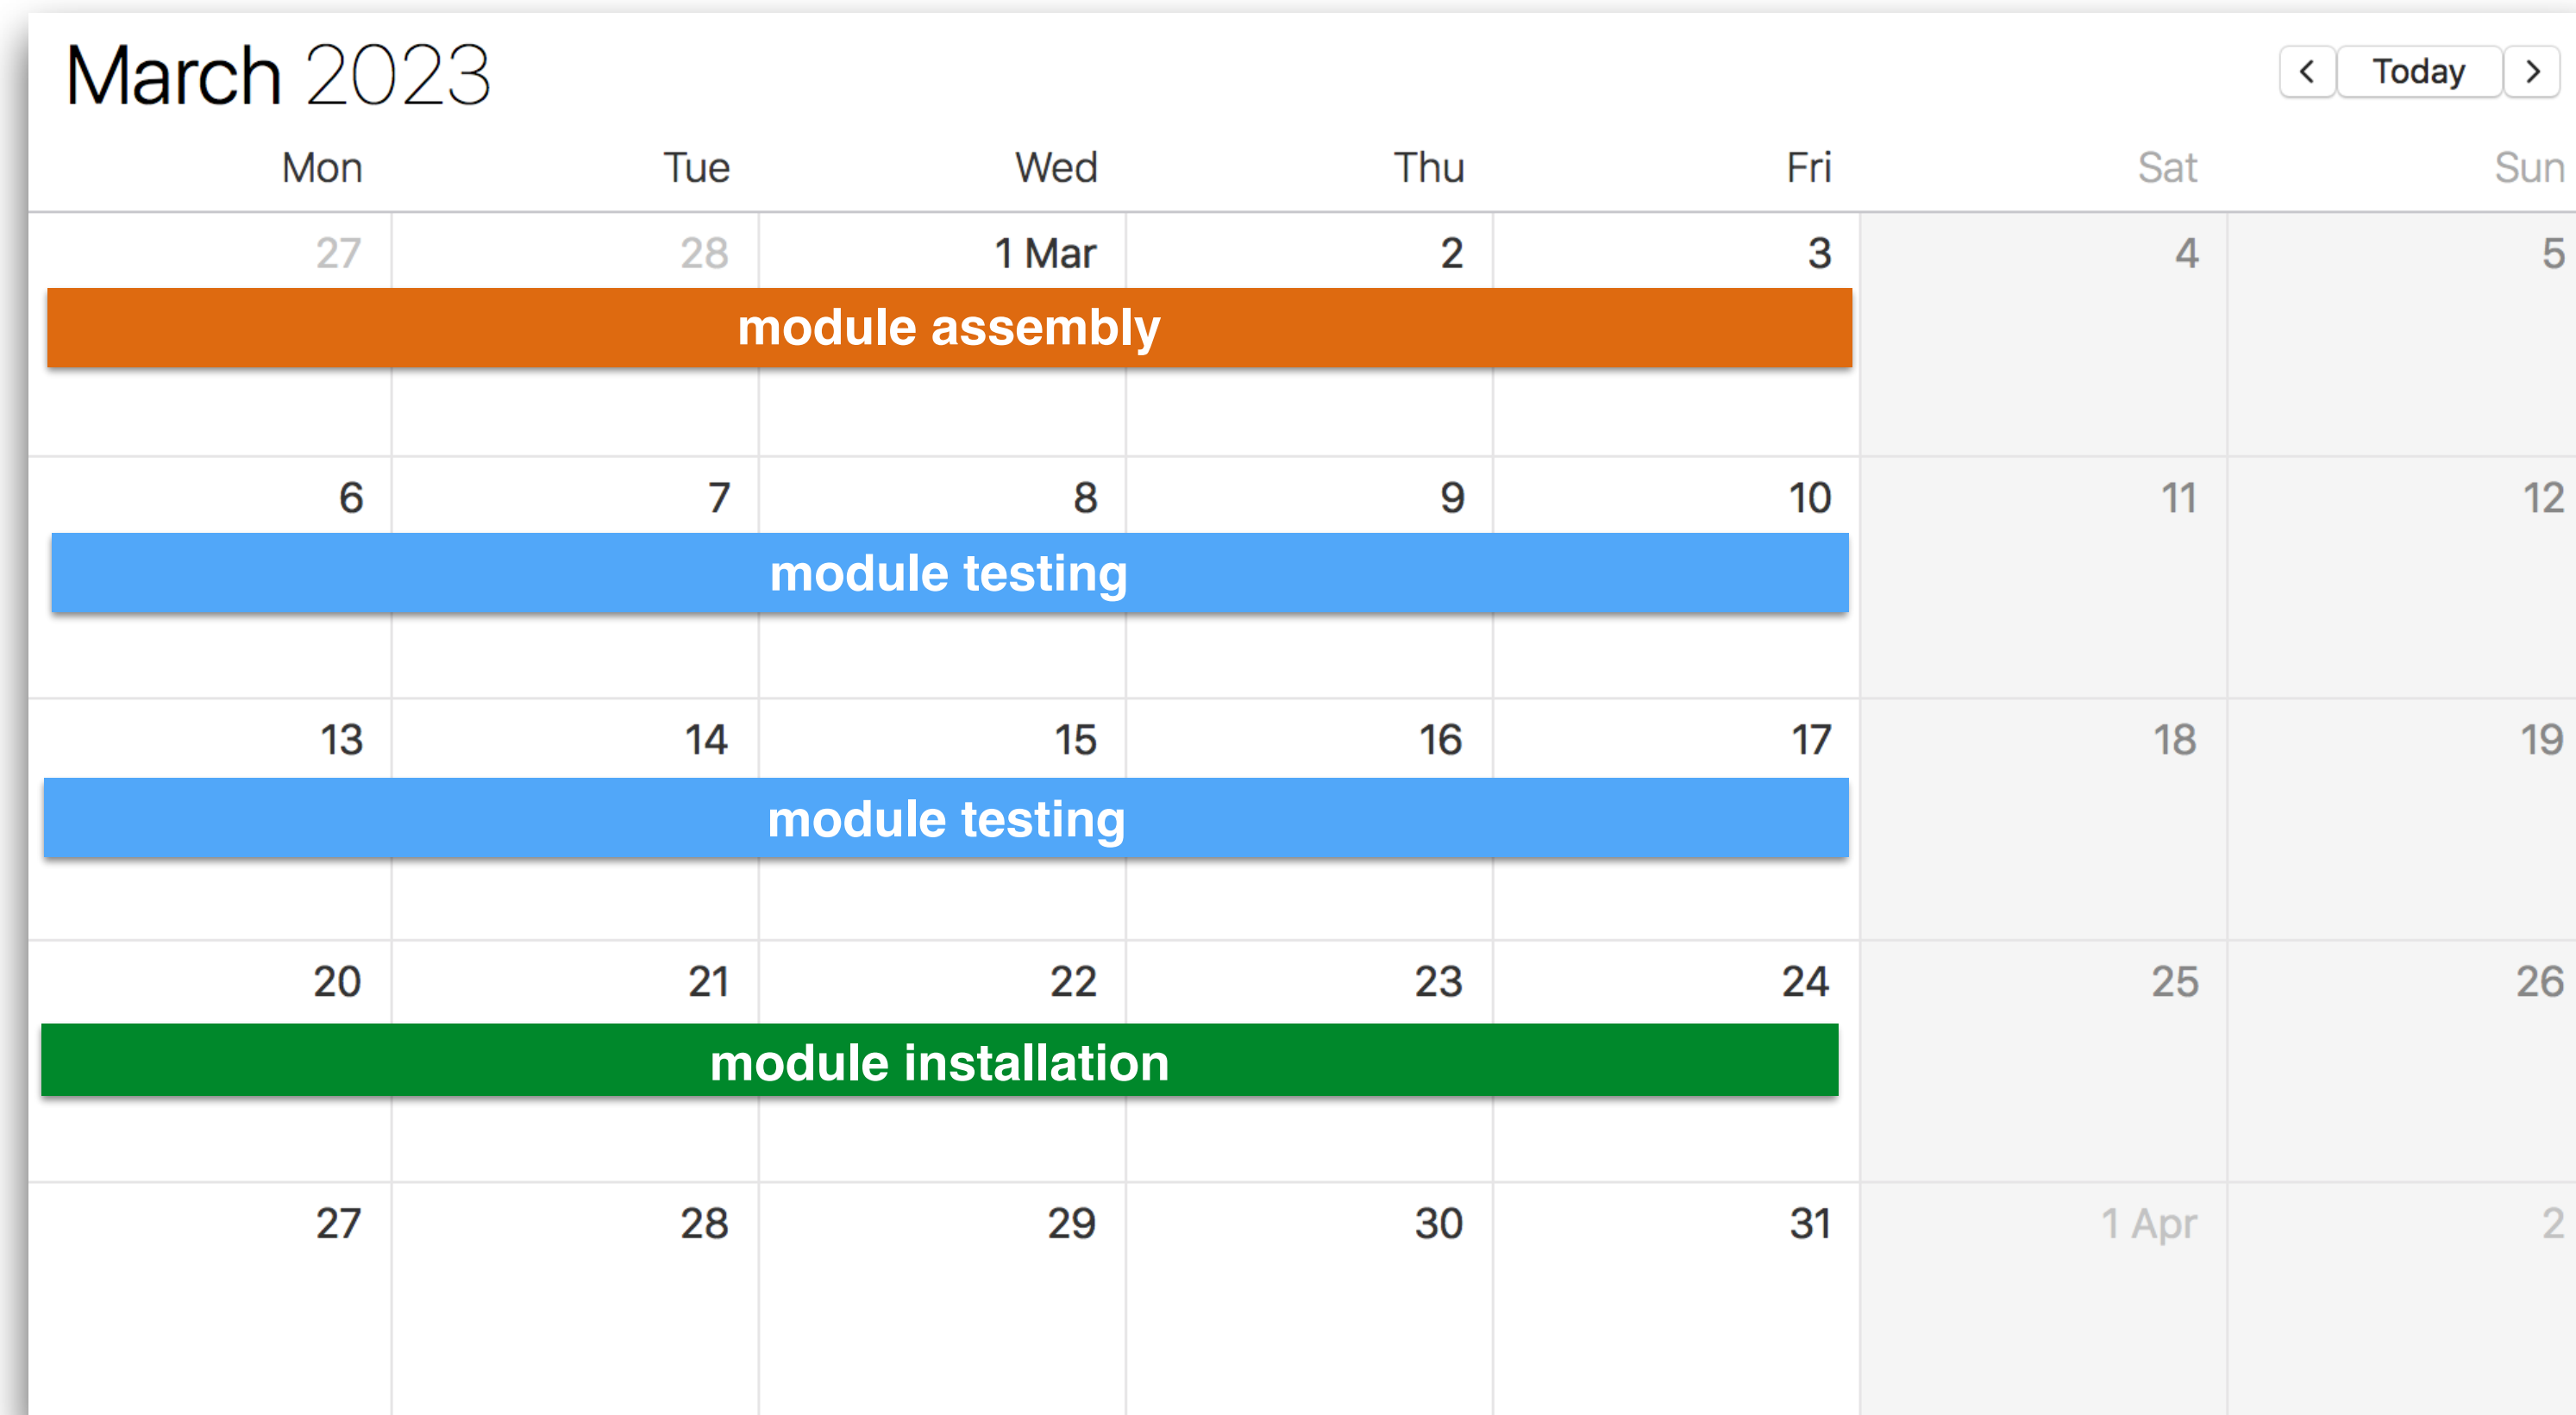 March 2023
< Today >
Mon Tue Wed Thu Fri Sat Sun
27 28 1 Mar 2 3 4 5
module assembly
6 7 8 9 10 11 12
module testing
13 14 15 16 17 18 19
module testing
20 21 22 23 24 25 26
module installation
27 28 29 30 31 1 Apr 2